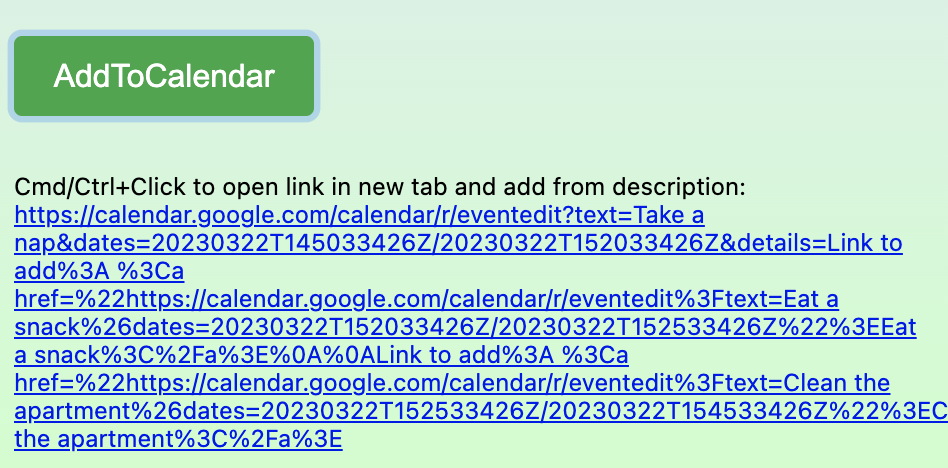 AddToCalendar
Cmd/Ctrl+Click to open link in new tab and add from description:
https://calendar.google.com/calendar/r/eventedit?text=Take a
nap&dates=20230322T145033426Z/20230322T152033426Z&details=Link to
add%3A %3Ca
href=%22https://calendar.google.com/calendar/r/eventedit%3Ftext=Eat a
snack%26dates=20230322T152033426Z/20230322T152533426Z%22%3EEat
a snack%3C%2Fa%3E%0A%0ALink to add%3A %3Ca
href=%22https://calendar.google.com/calendar/r/eventedit%3Ftext=Clean the
apartment%26dates=20230322T152533426Z/20230322T154533426Z%22%3EC
the apartment%3C%2Fa%3E